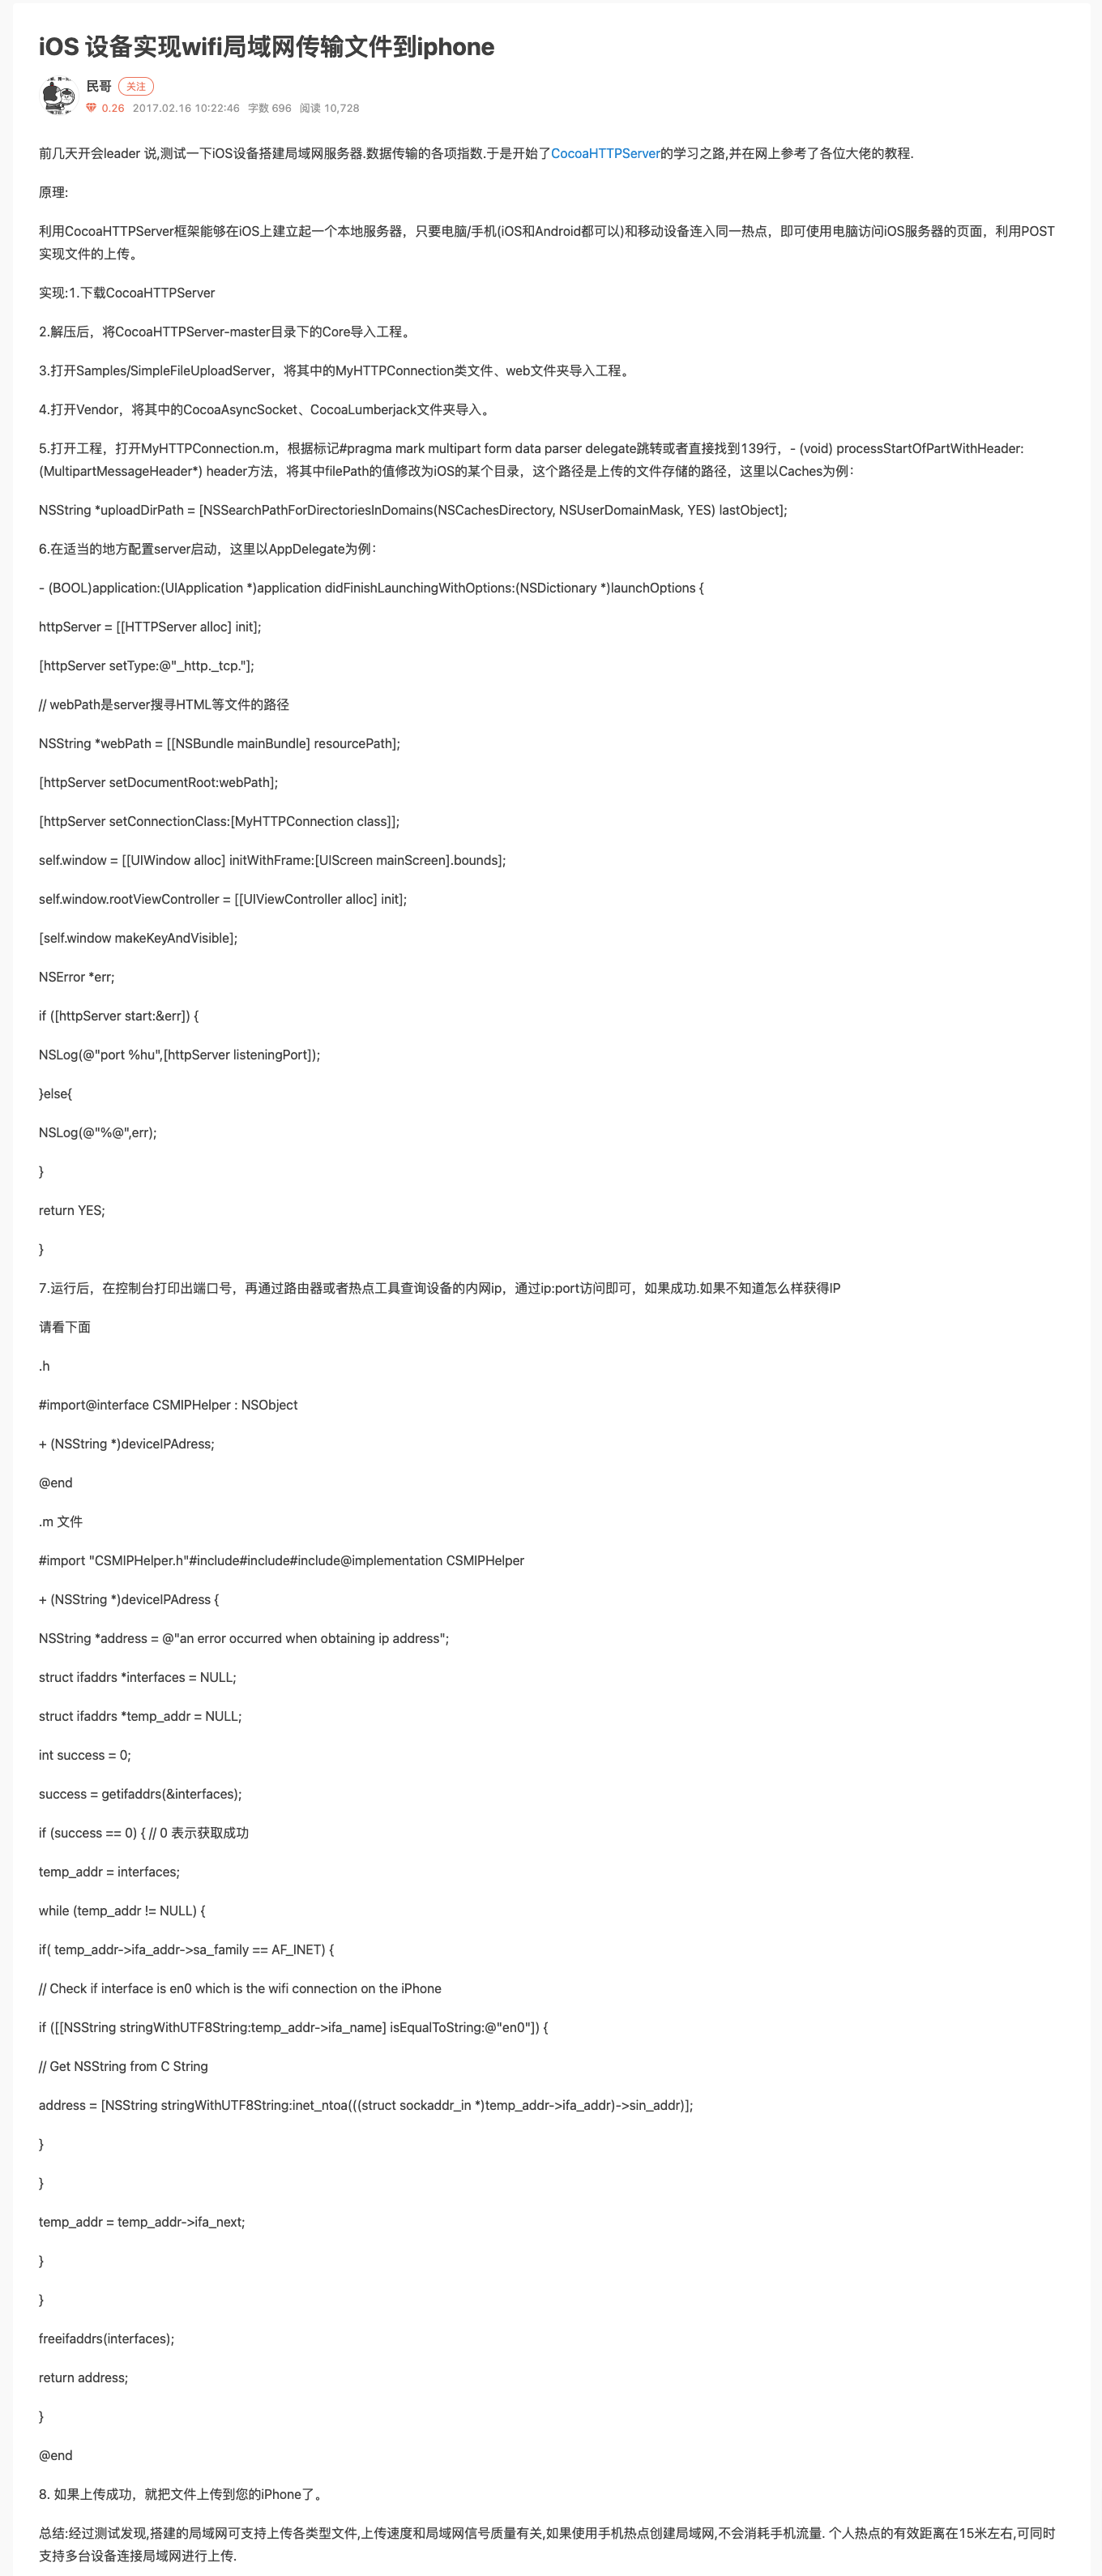 iOS 设备实现wifi局域网传输文件到iphone
民哥 关注
0.26 2017.02.16 10:22:46 字数 696 阅读 10,728
前几天开会leader 说,测试一下iOS设备搭建局域网服务器.数据传输的各项指数.于是开始了CocoaHTTPServer的学习之路,并在网上参考了各位大佬的教程.
原理:
利用CocoaHTTPServer框架能够在iOS上建立起一个本地服务器，只要电脑/手机(iOS和Android都可以)和移动设备连入同一热点，即可使用电脑访问iOS服务器的页面，利用POST
实现文件的上传。
实现:1.下载CocoaHTTPServer
2.解压后，将CocoaHTTPServer-master目录下的Core导入工程。
3.打开Samples/SimpleFileUploadServer，将其中的MyHTTPConnection类文件、web文件夹导入工程。
4.打开Vendor，将其中的CocoaAsyncSocket、CocoaLumberjack文件夹导入。
5.打开工程，打开MyHTTPConnection.m，根据标记#pragma mark multipart form data parser delegate跳转或者直接找到139行，- (void) processStartOfPartWithHeader:
(MultipartMessageHeader*) header方法，将其中filePath的值修改为iOS的某个目录，这个路径是上传的文件存储的路径，这里以Caches为例：
NSString *uploadDirPath = [NSSearchPathForDirectoriesInDomains(NSCachesDirectory, NSUserDomainMask, YES) lastObject];
6.在适当的地方配置server启动，这里以AppDelegate为例：
- (BOOL)application:(UIApplication *)application didFinishLaunchingWithOptions:(NSDictionary *)launchOptions {
httpServer = [[HTTPServer alloc] init];
[httpServer setType:@"_http._tcp."];
// webPath是server搜寻HTML等文件的路径
NSString *webPath = [[NSBundle mainBundle] resourcePath];
[httpServer setDocumentRoot:webPath];
[httpServer setConnectionClass:[MyHTTPConnection class]];
self.window = [[UIWindow alloc] initWithFrame:[UIScreen mainScreen].bounds];
self.window.rootViewController = [[UIViewController alloc] init];
[self.window makeKeyAndVisible];
NSError *err;
if ([httpServer start:&err]) {
NSLog(@"port %hu",[httpServer listeningPort]);
}else{
NSLog(@"%@",err);
}
return YES;
}
7.运行后，在控制台打印出端口号，再通过路由器或者热点工具查询设备的内网ip，通过ip:port访问即可，如果成功.如果不知道怎么样获得IP
请看下面
.h
#import@interface CSMIPHelper : NSObject
+ (NSString *)deviceIPAdress;
@end
.m 文件
#import "CSMIPHelper.h"#include#include#include@implementation CSMIPHelper
+ (NSString *)deviceIPAdress {
NSString *address = @"an error occurred when obtaining ip address";
struct ifaddrs *interfaces = NULL;
struct ifaddrs *temp_addr = NULL;
int success = 0;
success = getifaddrs(&interfaces);
if (success == 0) { // 0 表示获取成功
temp_addr = interfaces;
while (temp_addr != NULL) {
if( temp_addr->ifa_addr->sa_family == AF_INET) {
// Check if interface is en0 which is the wifi connection on the iPhone
if ([[NSString stringWithUTF8String:temp_addr->ifa_name] isEqualToString:@"en0"]) {
// Get NSString from C String
address = [NSString stringWithUTF8String:inet_ntoa(((struct sockaddr_in *)temp_addr->ifa_addr)->sin_addr)];
}
}
temp_addr = temp_addr->ifa_next;
}
}
freeifaddrs(interfaces);
return address;
}
@end
8. 如果上传成功，就把文件上传到您的iPhone了。
总结:经过测试发现,搭建的局域网可支持上传各类型文件,上传速度和局域网信号质量有关,如果使用手机热点创建局域网,不会消耗手机流量. 个人热点的有效距离在15米左右,可同时
支持多台设备连接局域网进行上传.